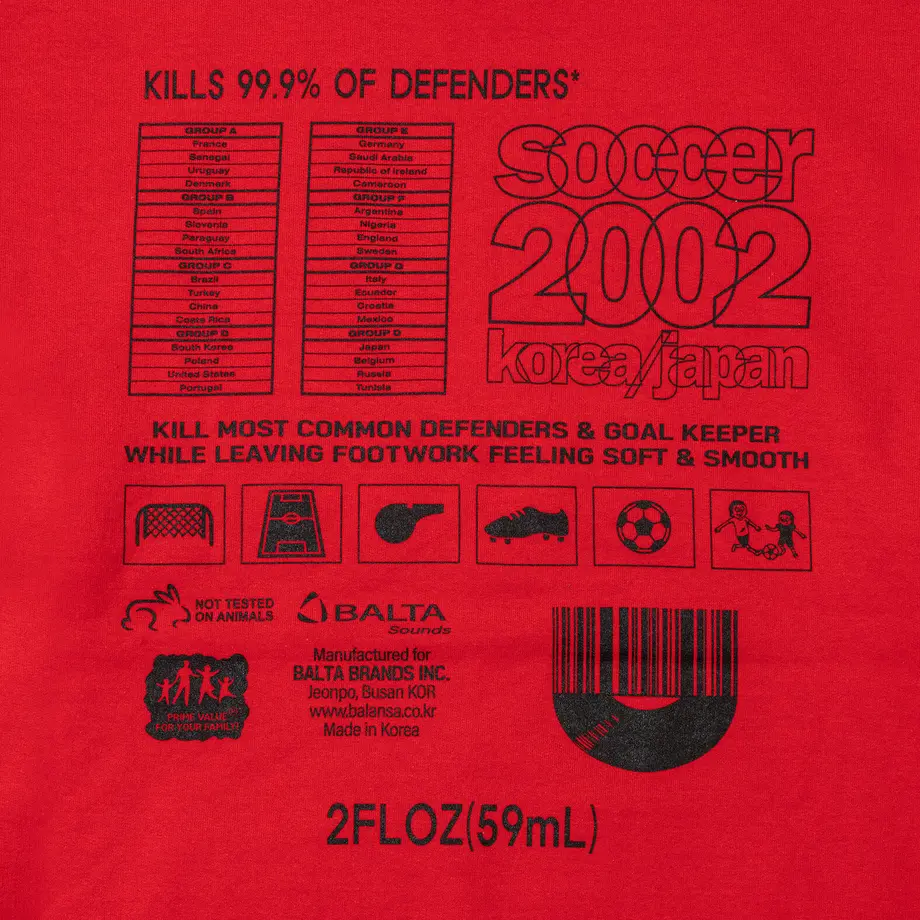 KILLS 99.9% OF DEFENDERS*
GROUP A
France
Senegal
Uruguay
Denmark
GROUP B
Spain
Slovenia
Paraguay
South Africa
GROUP C
Brazil
Turkey
China
Costa Rica
GROUP D
South Korea
Poland
United States
Portugal
GROUP E
Germany
Saudi Arabia
Republic of Ireland
Cameroon
GROUP F
Argentina
Nigeria
England
Sweden
GROUP G
Italy
Ecuador
Croatia
Mexico
GROUP D
Japan
Belgium
Russia
Tunisia
soccer
2002
korea/japan
KILL MOST COMMON DEFENDERS & GOAL KEEPER
WHILE LEAVING FOOTWORK FEELING SOFT & SMOOTH
NOT TESTED
ON ANIMALS
BALTA
Sounds
PRIME VALUE
FOR YOUR FAMILY!
Manufactured for
BALTA BRANDS INC.
Jeonpo, Busan KOR
www.balansa.co.kr
Made in Korea
2FLOZ(59mL)